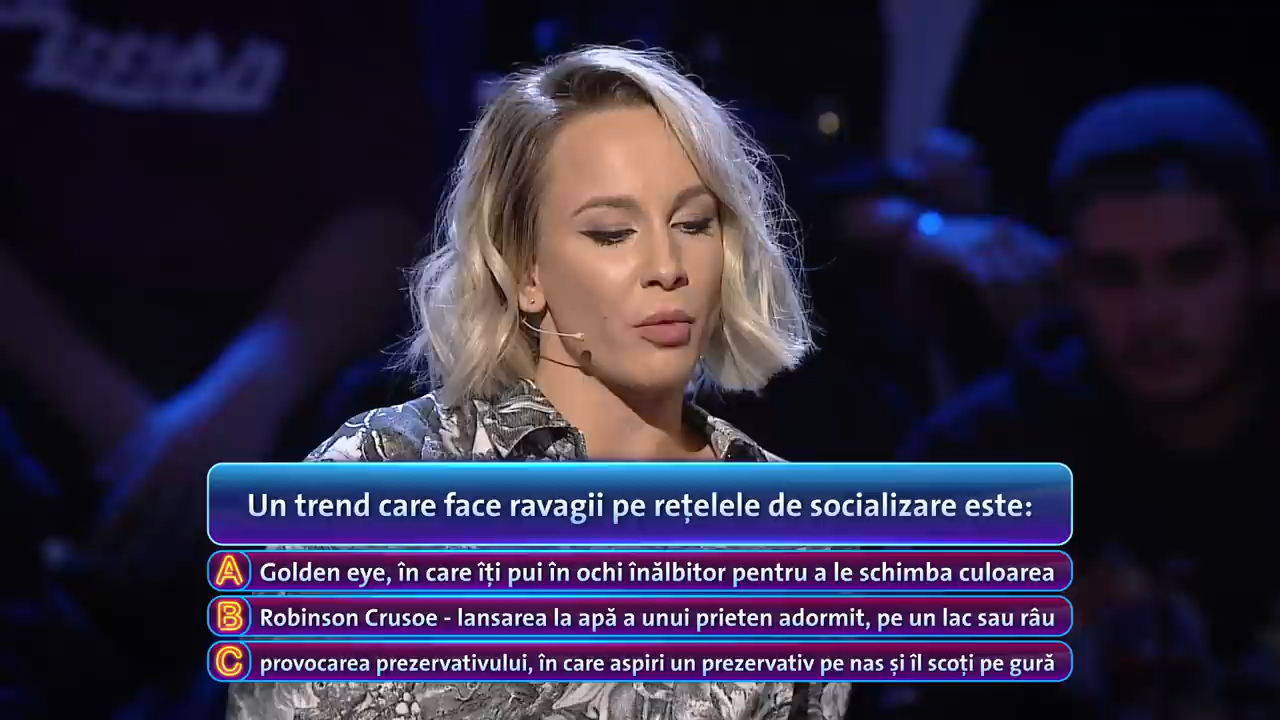 Un trend care face ravagii pe rețelele de socializare este:
A Golden eye, în care îți pui în ochi înălbitor pentru a le schimba culoarea
B Robinson Crusoe - lansarea la apă a unui prieten adormit, pe un lac sau râu
C provocarea prezervativului, în care aspiri un prezervativ pe nas și îl scoți pe gură